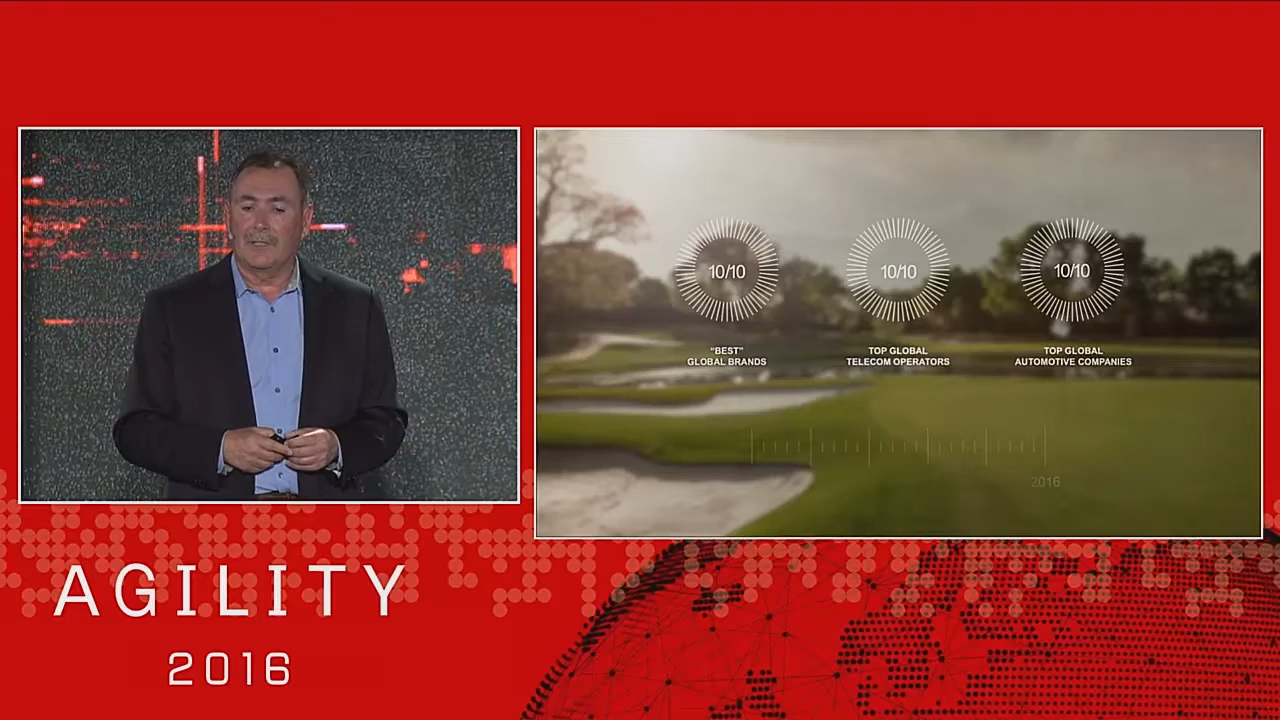 10/10
10/10
10/10
“BEST”
GLOBAL BRANDS
TOP GLOBAL
TELECOM OPERATORS
TOP GLOBAL
AUTOMOTIVE COMPANIES
2016
AGILITY
2016